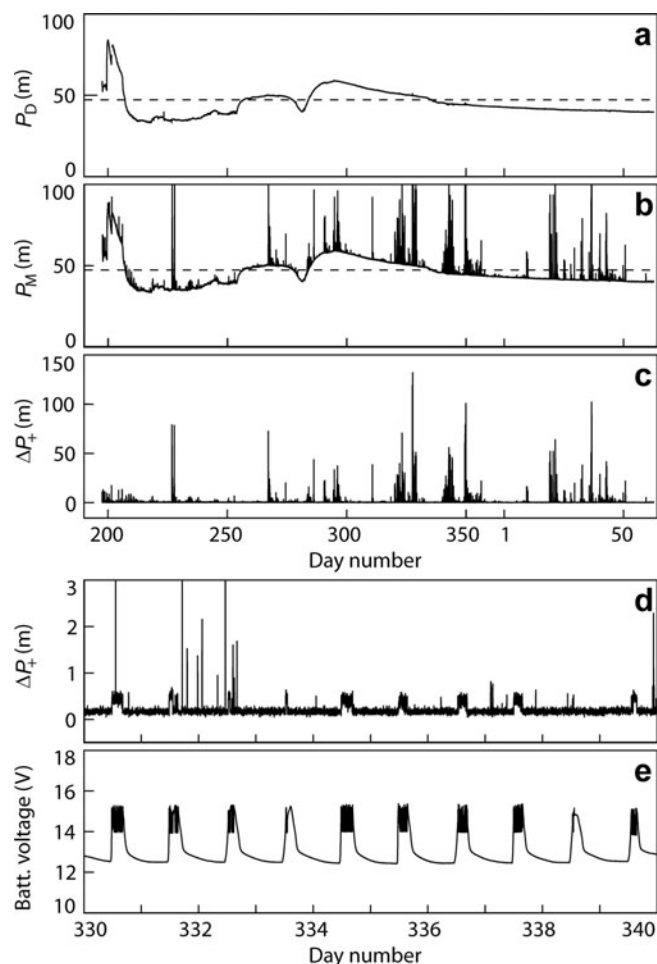 100
a
P_D (m)
50
0
100
b
P_M (m)
50
0
150
c
ΔP₊ (m)
100
50
0
200 250 300 350 1 50
Day number
3
d
ΔP₊ (m)
2
1
0
18
e
Batt. voltage (V)
16
14
12
10
330 332 334 336 338 340
Day number